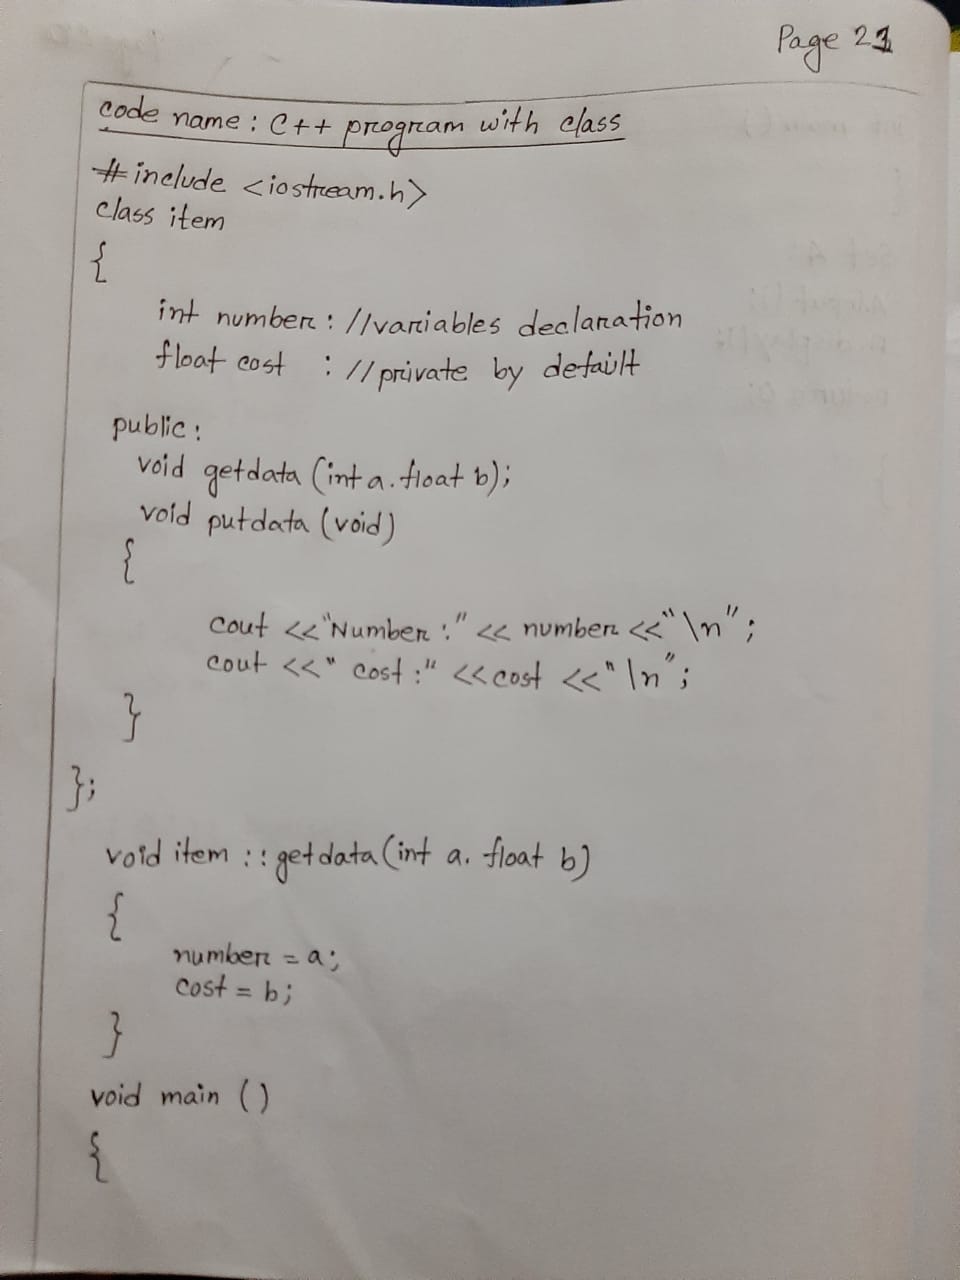 Page 21
code name : C++ program with class
#include <iostream.h>
class item
{
int number : //variables declaration
float cost : //private by default
public :
void getdata (int a. float b);
void putdata (void)
{
cout <<"Number :" << number <<"\n";
cout <<" cost :" <<cost <<"\n";
}
};
void item :: getdata (int a. float b)
{
number = a;
cost = b;
}
void main ()
{